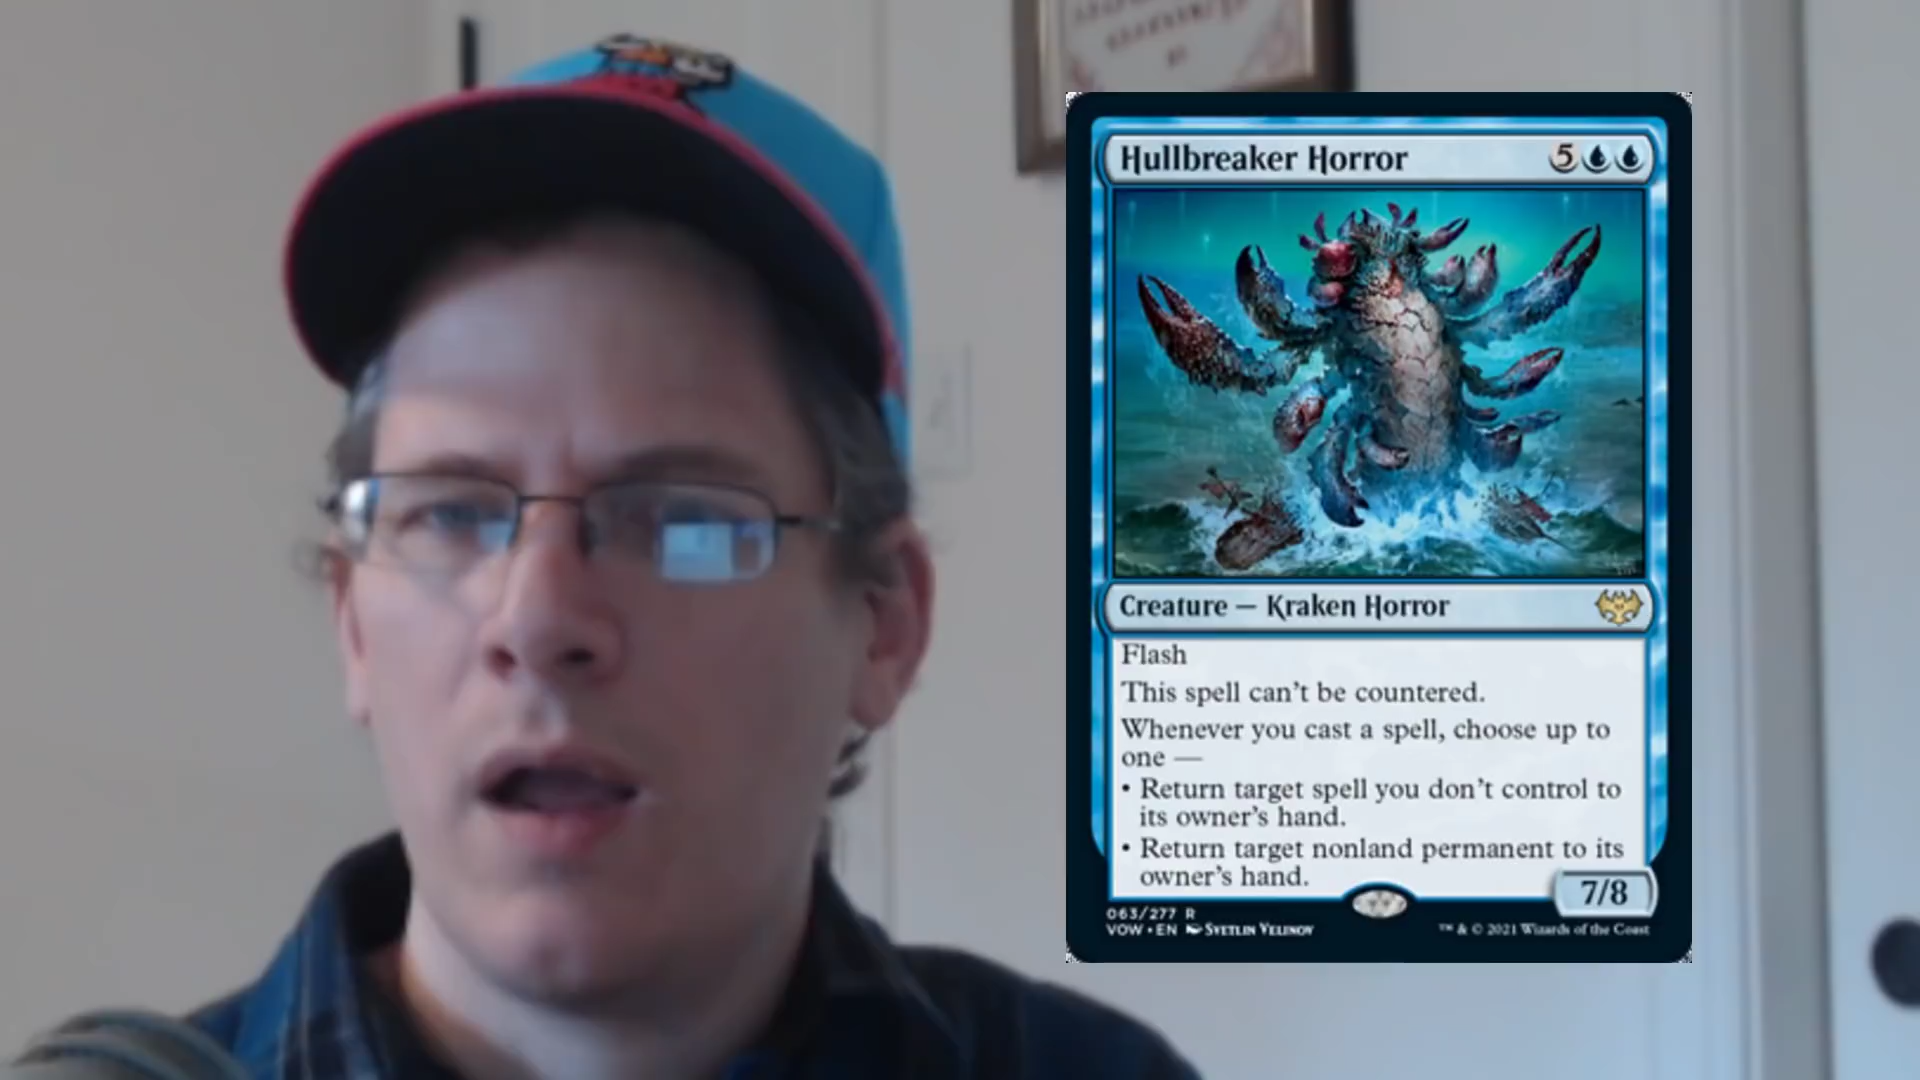 Hullbreaker Horror 5
Creature — Kraken Horror
Flash
This spell can't be countered.
Whenever you cast a spell, choose up to
one —
• Return target spell you don't control to
its owner's hand.
• Return target nonland permanent to its
owner's hand.
7/8
063/277 R
VOW • EN Svetlin Velinov
™ & © 2021 Wizards of the Coast